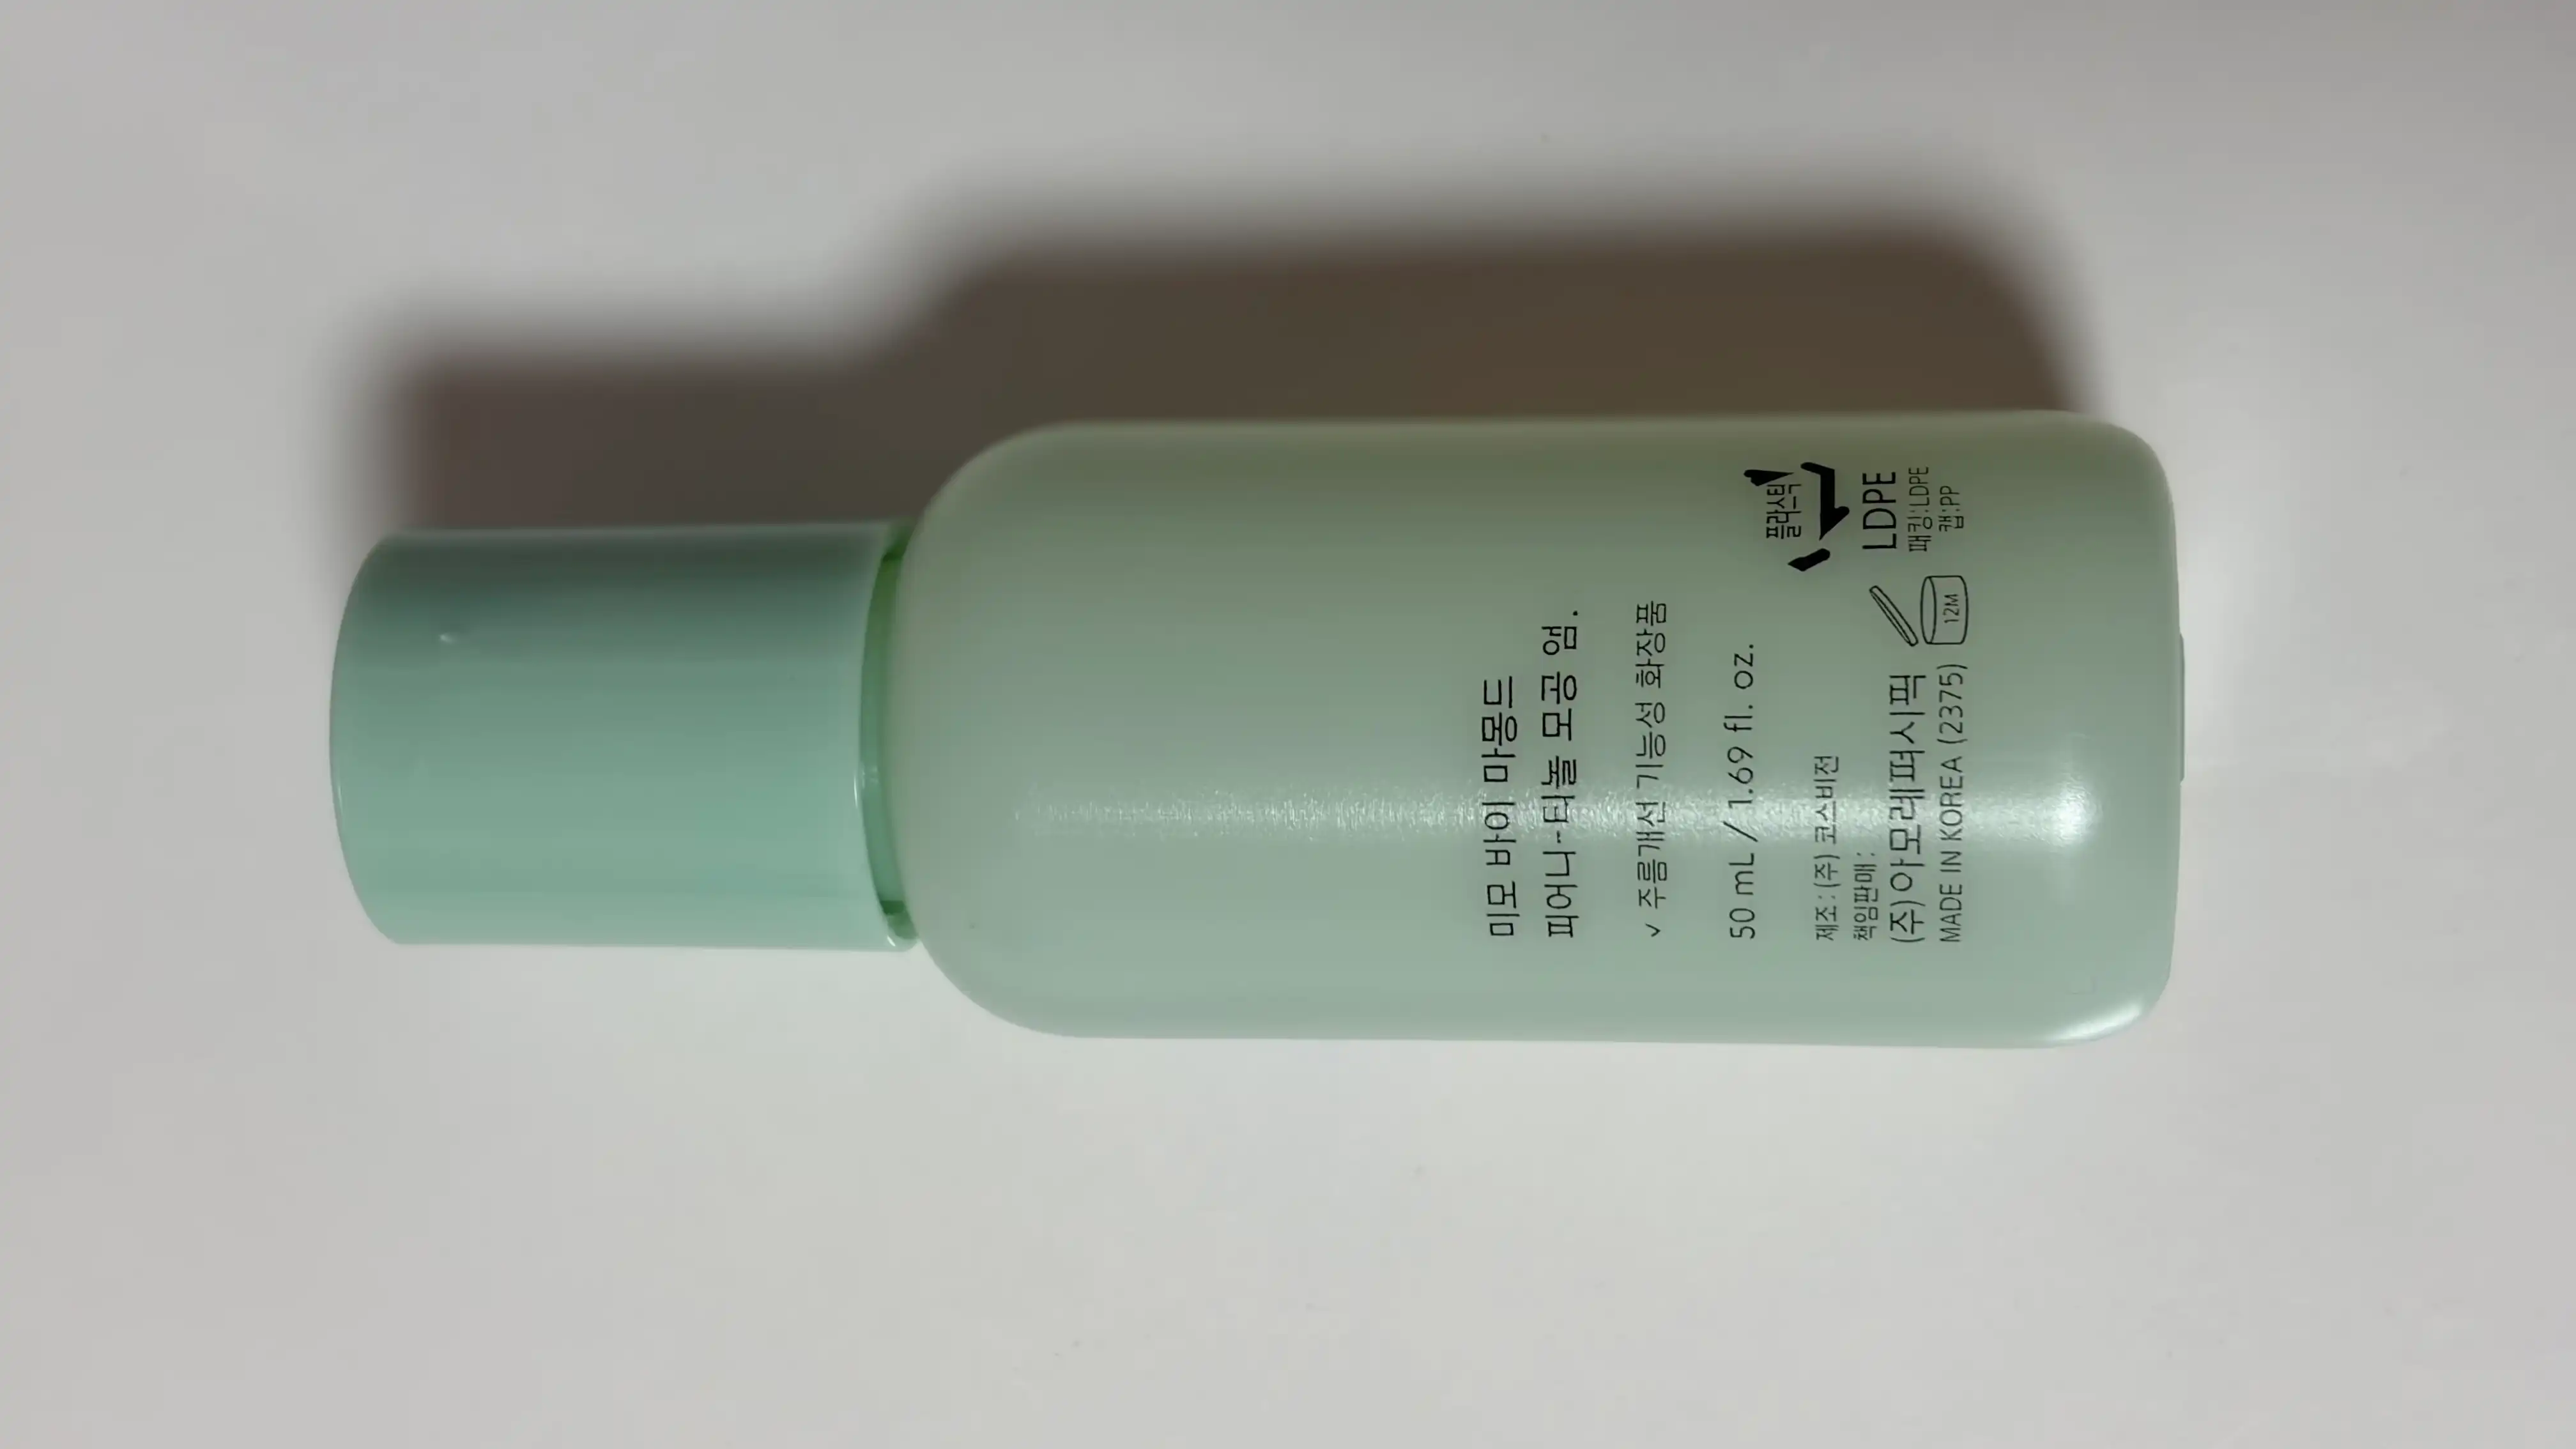 미모 바이 마몽드
피어니-티놀 모공 앰.
✓ 주름개선 기능성 화장품
50 mL / 1.69 fl. oz.
제조 : (주) 코스비전
책임판매 :
(주)아모레퍼시픽
MADE IN KOREA (2375)
12M
플라스틱
LDPE
패킹:LDPE
캡:PP